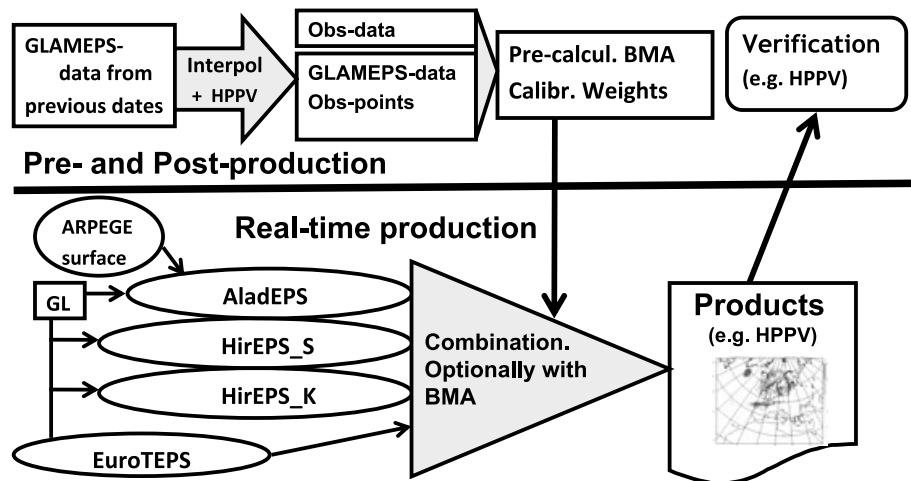 GLAMEPS-
data from
previous dates
Interpol
+ HPPV
Obs-data
GLAMEPS-data
Obs-points
Pre-calcul. BMA
Calibr. Weights
Verification
(e.g. HPPV)
Pre- and Post-production
Real-time production
ARPEGE
surface
GL
AladEPS
HirEPS_S
HirEPS_K
EuroTEPS
Combination.
Optionally with
BMA
Products
(e.g. HPPV)